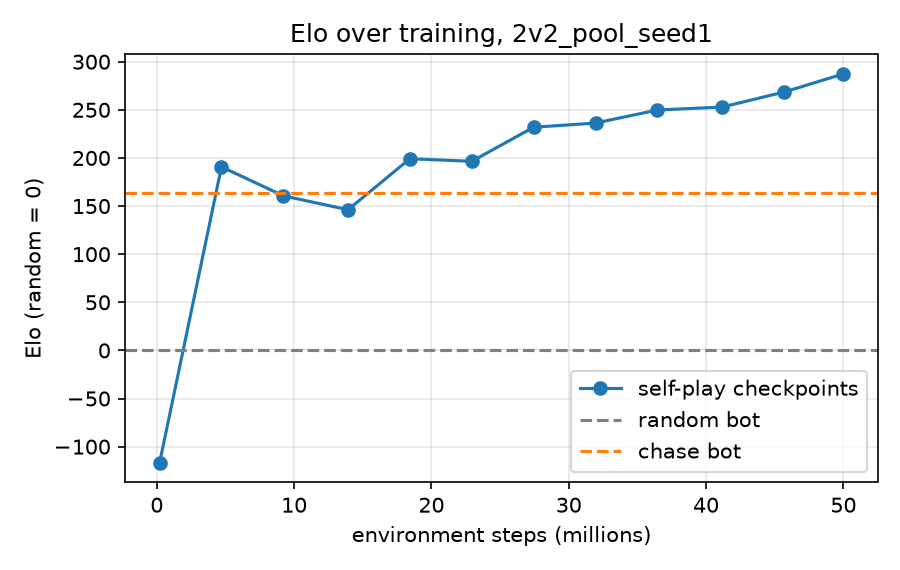 Elo over training, 2v2_pool_seed1
Elo (random = 0)
300
250
200
150
100
50
0
−50
−100
0
10
20
30
40
50
environment steps (millions)
self-play checkpoints
random bot
chase bot